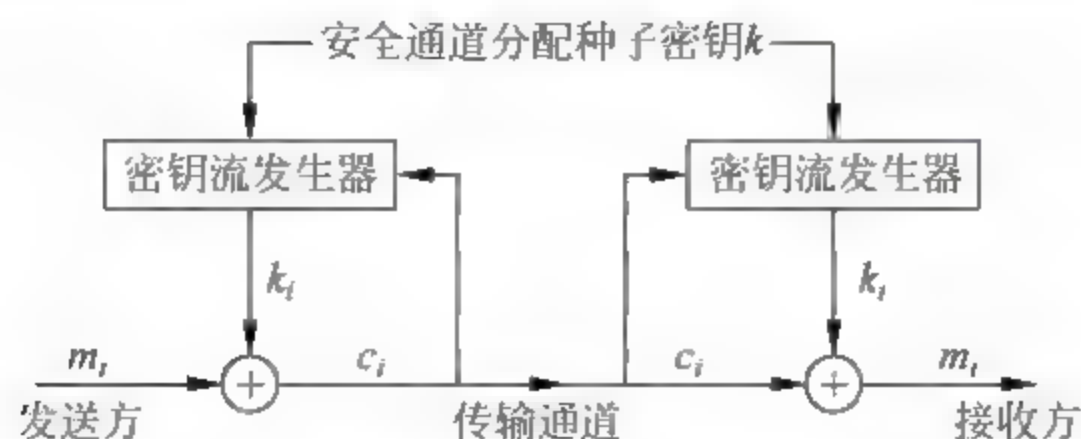 安全通道分配种子密钥k
密钥流发生器 密钥流发生器
kᵢ kᵢ
mᵢ cᵢ cᵢ mᵢ
发送方 传输通道 接收方